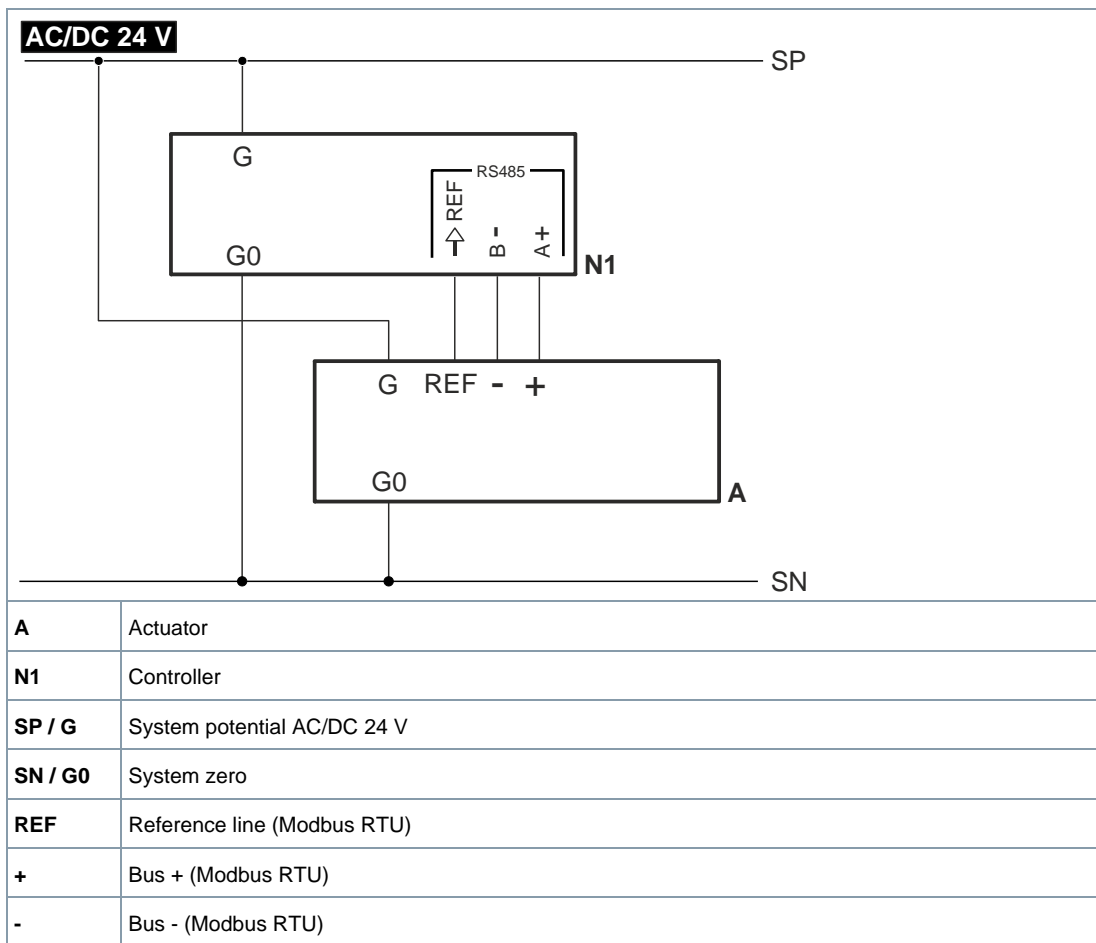 AC/DC 24 V
SP
G
RS485
REF
B -
A +
G0
N1
G REF - +
G0
A
SN
A Actuator
N1 Controller
SP / G System potential AC/DC 24 V
SN / G0 System zero
REF Reference line (Modbus RTU)
+ Bus + (Modbus RTU)
- Bus - (Modbus RTU)